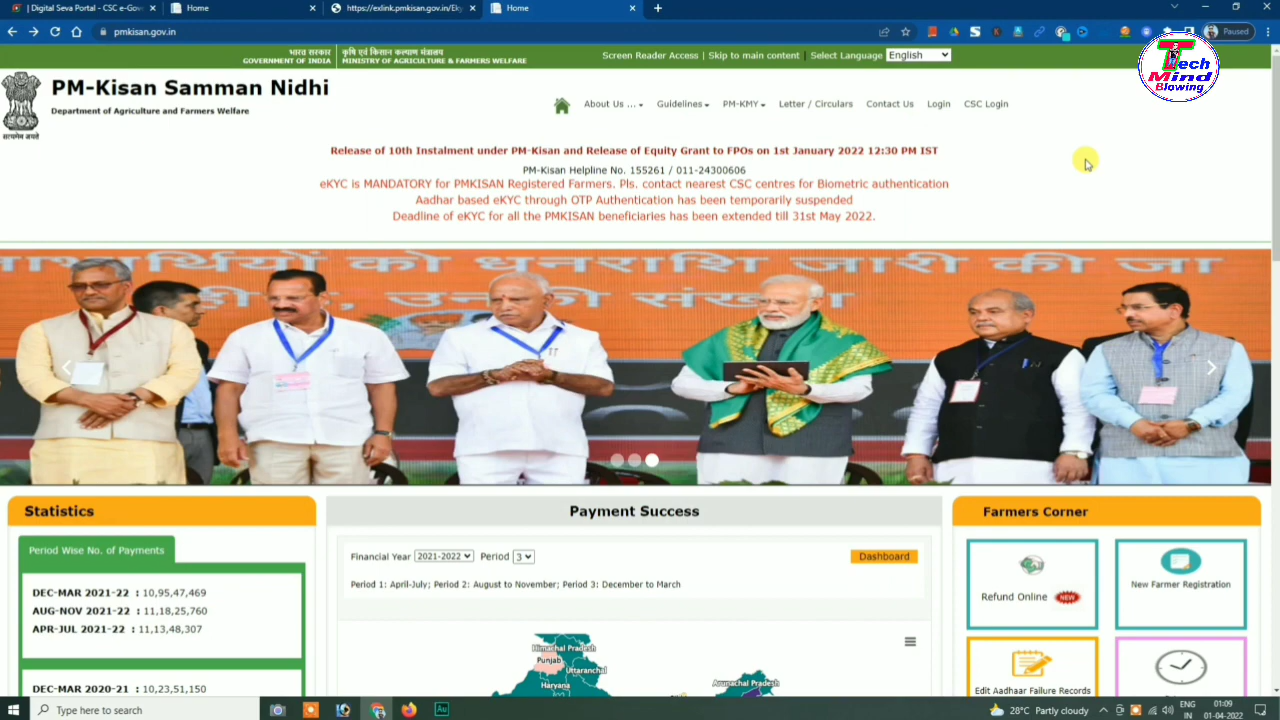 Digital Seva Portal - CSC e-Gov
Home
https://exlink.pmkisan.gov.in/Eky
Home
pmkisan.gov.in
Paused
भारत सरकार
GOVERNMENT OF INDIA
कृषि एवं किसान कल्याण मंत्रालय
MINISTRY OF AGRICULTURE & FARMERS WELFARE
Screen Reader Access | Skip to main content | Select Language English
Tech
Mind
Blowing
सत्यमेव जयते
PM-Kisan Samman Nidhi
Department of Agriculture and Farmers Welfare
About Us ... Guidelines PM-KMY Letter / Circulars Contact Us Login CSC Login
Release of 10th Instalment under PM-Kisan and Release of Equity Grant to FPOs on 1st January 2022 12:30 PM IST
PM-Kisan Helpline No. 155261 / 011-24300606
eKYC is MANDATORY for PMKISAN Registered Farmers. Pls. contact nearest CSC centres for Biometric authentication
Aadhar based eKYC through OTP Authentication has been temporarily suspended
Deadline of eKYC for all the PMKISAN beneficiaries has been extended till 31st May 2022.
को धनराशि जारी की जा
Statistics
Period Wise No. of Payments
DEC-MAR 2021-22 : 10,95,47,469
AUG-NOV 2021-22 : 11,18,25,760
APR-JUL 2021-22 : 11,13,48,307
DEC-MAR 2020-21 : 10,23,51,150
Payment Success
Financial Year 2021-2022 Period 3 Dashboard
Period 1: April-July; Period 2: August to November; Period 3: December to March
Himachal Pradesh
Punjab
Uttaranchal
Haryana
Arunachal Pradesh
Farmers Corner
Refund Online NEW
New Farmer Registration
Edit Aadhaar Failure Records
Type here to search
28°C Partly cloudy
ENG
IN
01:09
01-04-2022